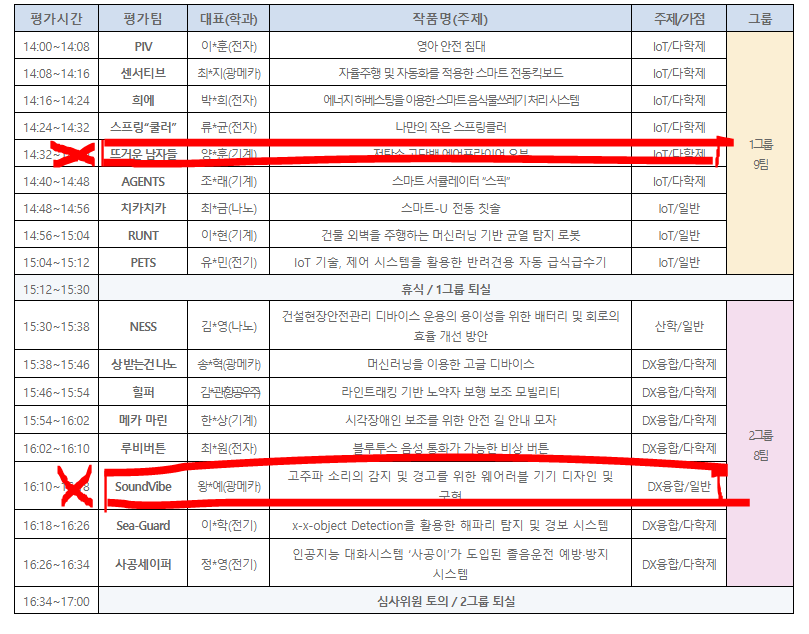 평가시간 평가팀 대표(학과) 작품명(주제) 주제/가점 그룹
14:00~14:08 PIV 이*훈(전자) 영아 안전 침대 IoT/다학제
14:08~14:16 센서티브 최*지(광메카) 자율주행 및 자동화를 적용한 스마트 전동킥보드 IoT/다학제
14:16~14:24 희에 박*희(전자) 에너지 하베스팅을 이용한 스마트 음식물쓰레기 처리 시스템 IoT/다학제
14:24~14:32 스프링"쿨러" 류*균(전자) 나만의 작은 스프링쿨러 IoT/다학제
14:32~ 뜨거운 남자들 양*훈(기계) 저탄소 고단백 에어프라이어 오븐 IoT/다학제
14:40~14:48 AGENTS 조*래(기계) 스마트 서큘레이터 "스픽" IoT/다학제
14:48~14:56 치카치카 최*금(나노) 스마트-U 전동 칫솔 IoT/일반
14:56~15:04 RUNT 이*현(기계) 건물 외벽을 주행하는 머신러닝 기반 균열 탐지 로봇 IoT/일반
15:04~15:12 PETS 유*민(전기) IoT 기술, 제어 시스템을 활용한 반려견용 자동 급식급수기 IoT/일반
1그룹
9팀
15:12~15:30 휴식 / 1그룹 퇴실
15:30~15:38 NESS 김*영(나노) 건설현장안전관리 디바이스 운용의 용이성을 위한 배터리 및 회로의
효율 개선 방안 산학/일반
15:38~15:46 상받는건나노 송*혁(광메카) 머신러닝을 이용한 고글 디바이스 DX융합/다학제
15:46~15:54 힐퍼 김*관(항공우주) 라인트래킹 기반 노약자 보행 보조 모빌리티 DX융합/다학제
15:54~16:02 메카 마린 한*상(기계) 시각장애인 보조를 위한 안전 길 안내 모자 DX융합/다학제
16:02~16:10 루비버튼 최*원(전자) 블루투스 음성 통화가 가능한 비상 버튼 DX융합/다학제
16:10~ 8 SoundVibe 왕*예(광메카) 고주파 소리의 감지 및 경고를 위한 웨어러블 기기 디자인 및
구현 DX융합/일반
16:18~16:26 Sea-Guard 이*학(전기) x-x-object Detection을 활용한 해파리 탐지 및 경보 시스템 DX융합/다학제
16:26~16:34 사공세이퍼 정*영(전기) 인공지능 대화시스템 '사공이'가 도입된 졸음운전 예방·방지
시스템 DX융합/다학제
2그룹
8팀
16:34~17:00 심사위원 토의 / 2그룹 퇴실